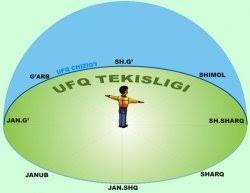 SH.G'
G'ARB
UFQ CHIZIG'I
SHIMOL
UFQ TEKISLIGI
JAN.G'
SH.SHARQ
JANUB
SHARQ
JAN.SHQ